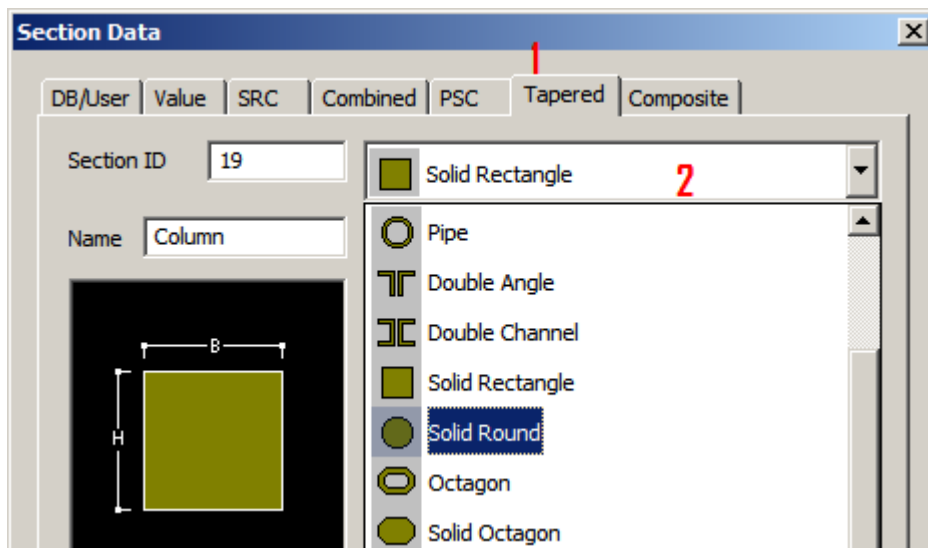 Section Data
1
DB/User Value SRC Combined PSC Tapered Composite
Section ID 19
Solid Rectangle 2
Name Column
Pipe
Double Angle
Double Channel
Solid Rectangle
Solid Round
Octagon
Solid Octagon
B
H